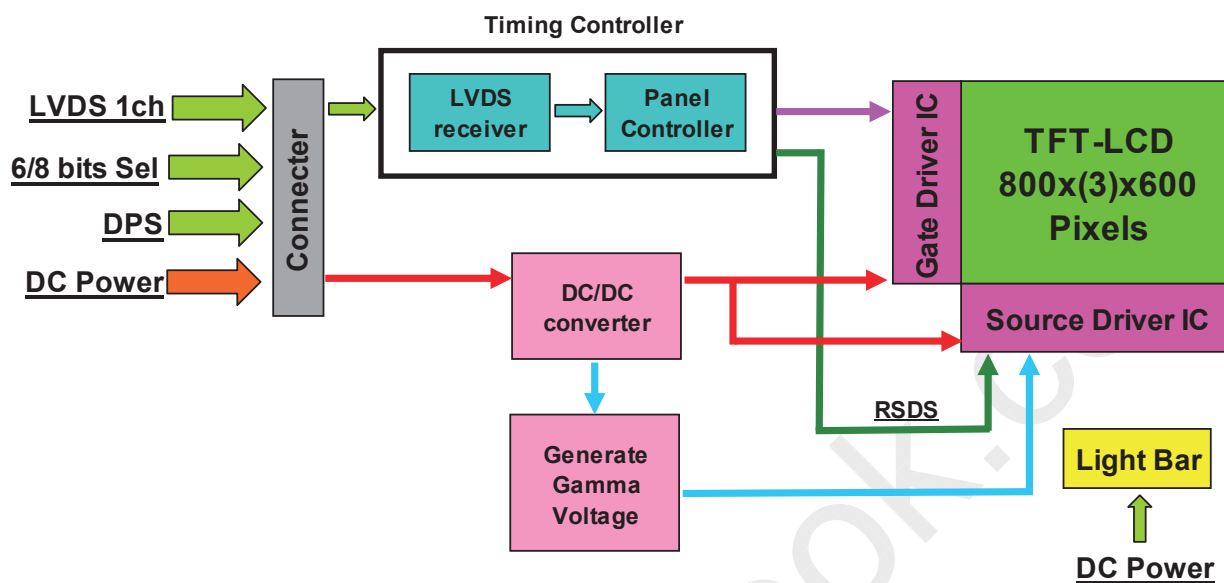 Timing Controller
LVDS 1ch
6/8 bits Sel
DPS
DC Power
Connecter
LVDS
receiver
Panel
Controller
Gate Driver IC
TFT-LCD
800x(3)x600
Pixels
Source Driver IC
DC/DC
converter
RSDS
Generate
Gamma
Voltage
Light Bar
DC Power